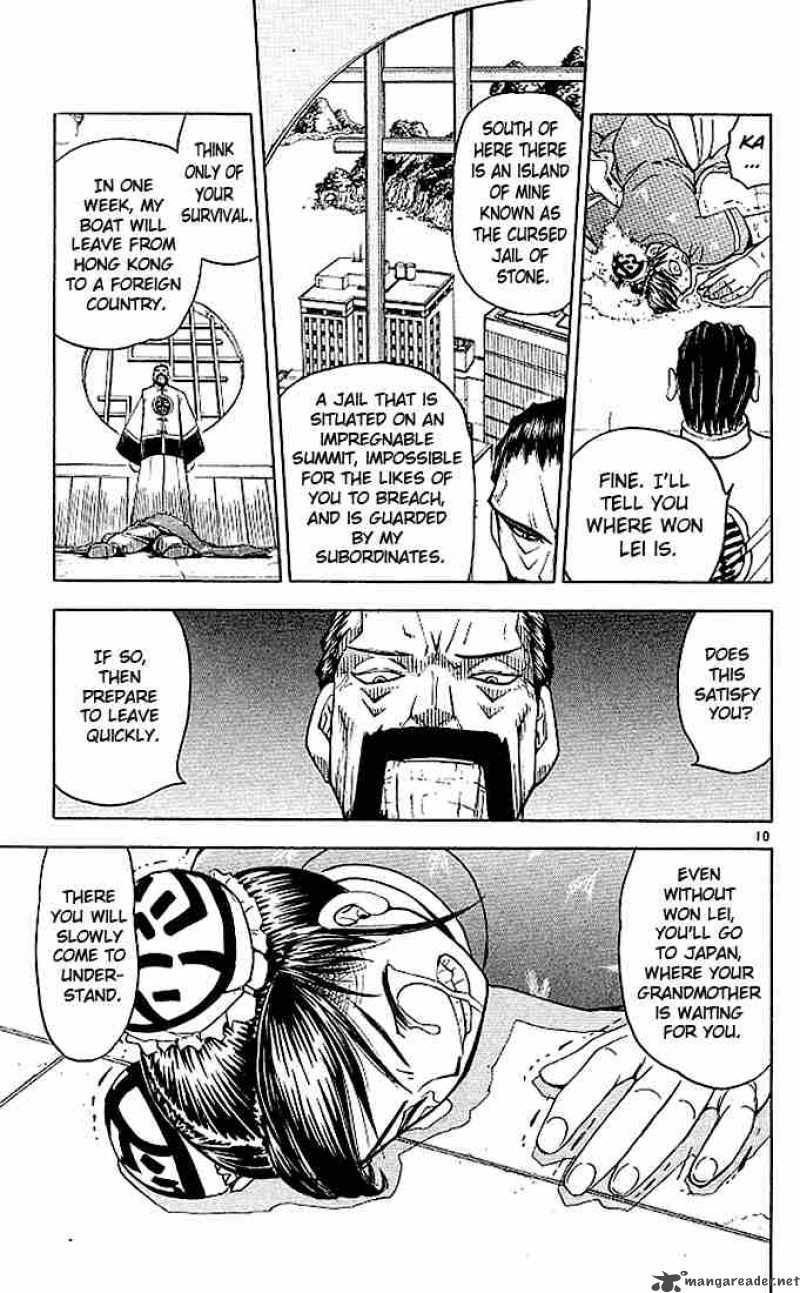 KA
...
FINE. I'LL
TELL YOU
WHERE WON
LEI IS.
SOUTH OF
HERE THERE
IS AN ISLAND
OF MINE
KNOWN AS
THE CURSED
JAIL OF
STONE.
A JAIL THAT IS
SITUATED ON AN
IMPREGNABLE
SUMMIT, IMPOSSIBLE
FOR THE LIKES OF
YOU TO BREACH,
AND IS GUARDED
BY MY
SUBORDINATES.
THINK
ONLY OF
YOUR
SURVIVAL.
IN ONE
WEEK, MY
BOAT WILL
LEAVE FROM
HONG KONG
TO A FOREIGN
COUNTRY.
DOES
THIS
SATISFY
YOU?
IF SO,
THEN
PREPARE
TO LEAVE
QUICKLY.
10
EVEN
WITHOUT
WON LEI,
YOU'LL GO
TO JAPAN,
WHERE YOUR
GRANDMOTHER
IS WAITING
FOR YOU.
THERE
YOU WILL
SLOWLY
COME TO
UNDER-
STAND.
mangareader.net